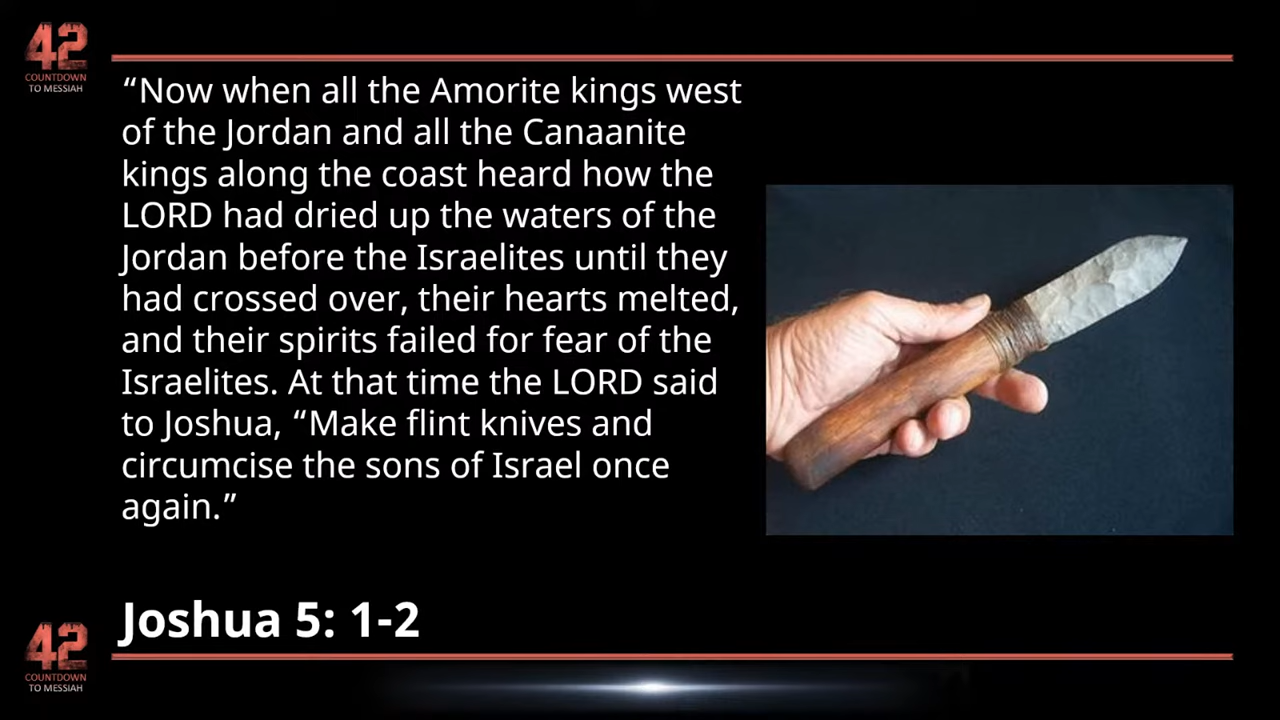 42
COUNTDOWN
TO MESSIAH
“Now when all the Amorite kings west
of the Jordan and all the Canaanite
kings along the coast heard how the
LORD had dried up the waters of the
Jordan before the Israelites until they
had crossed over, their hearts melted,
and their spirits failed for fear of the
Israelites. At that time the LORD said
to Joshua, “Make flint knives and
circumcise the sons of Israel once
again.”
Joshua 5: 1-2
42
COUNTDOWN
TO MESSIAH